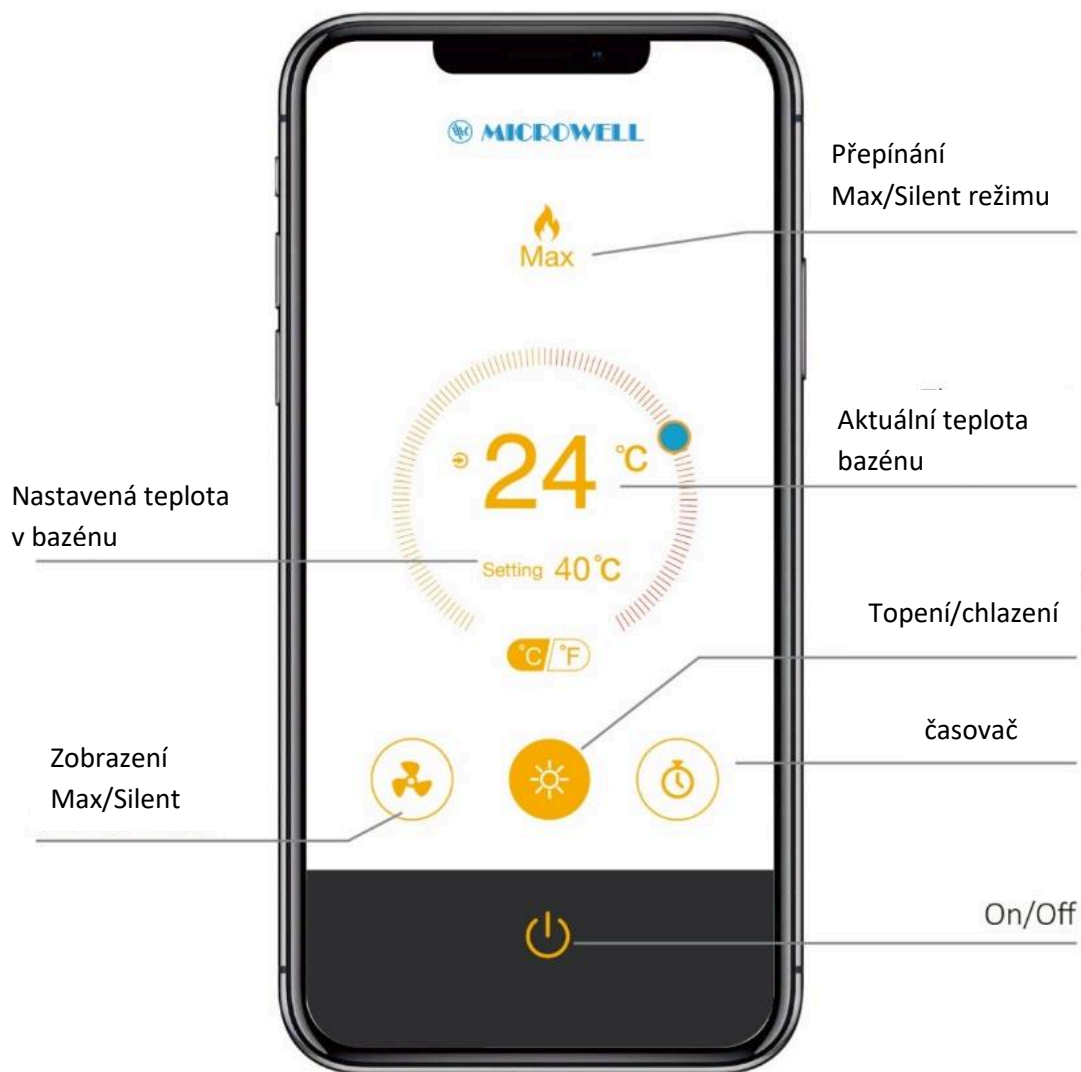 MICROWELL
Přepínání
Max/Silent režimu
Max
Aktuální teplota
bazénu
24 °C
Nastavená teplota
v bazénu
Setting 40°C
Topení/chlazení
°C/°F
časovač
Zobrazení
Max/Silent
On/Off